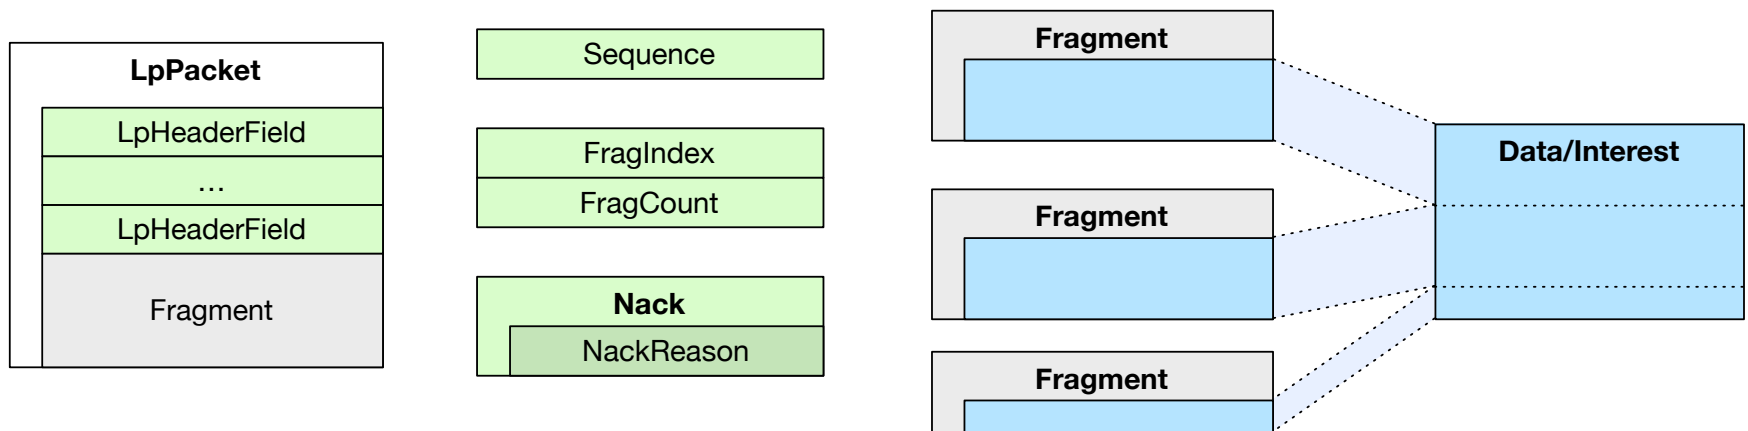 LpPacket
LpHeaderField
...
LpHeaderField
Fragment
Sequence
FragIndex
FragCount
Nack
NackReason
Fragment
Fragment
Fragment
Data/Interest